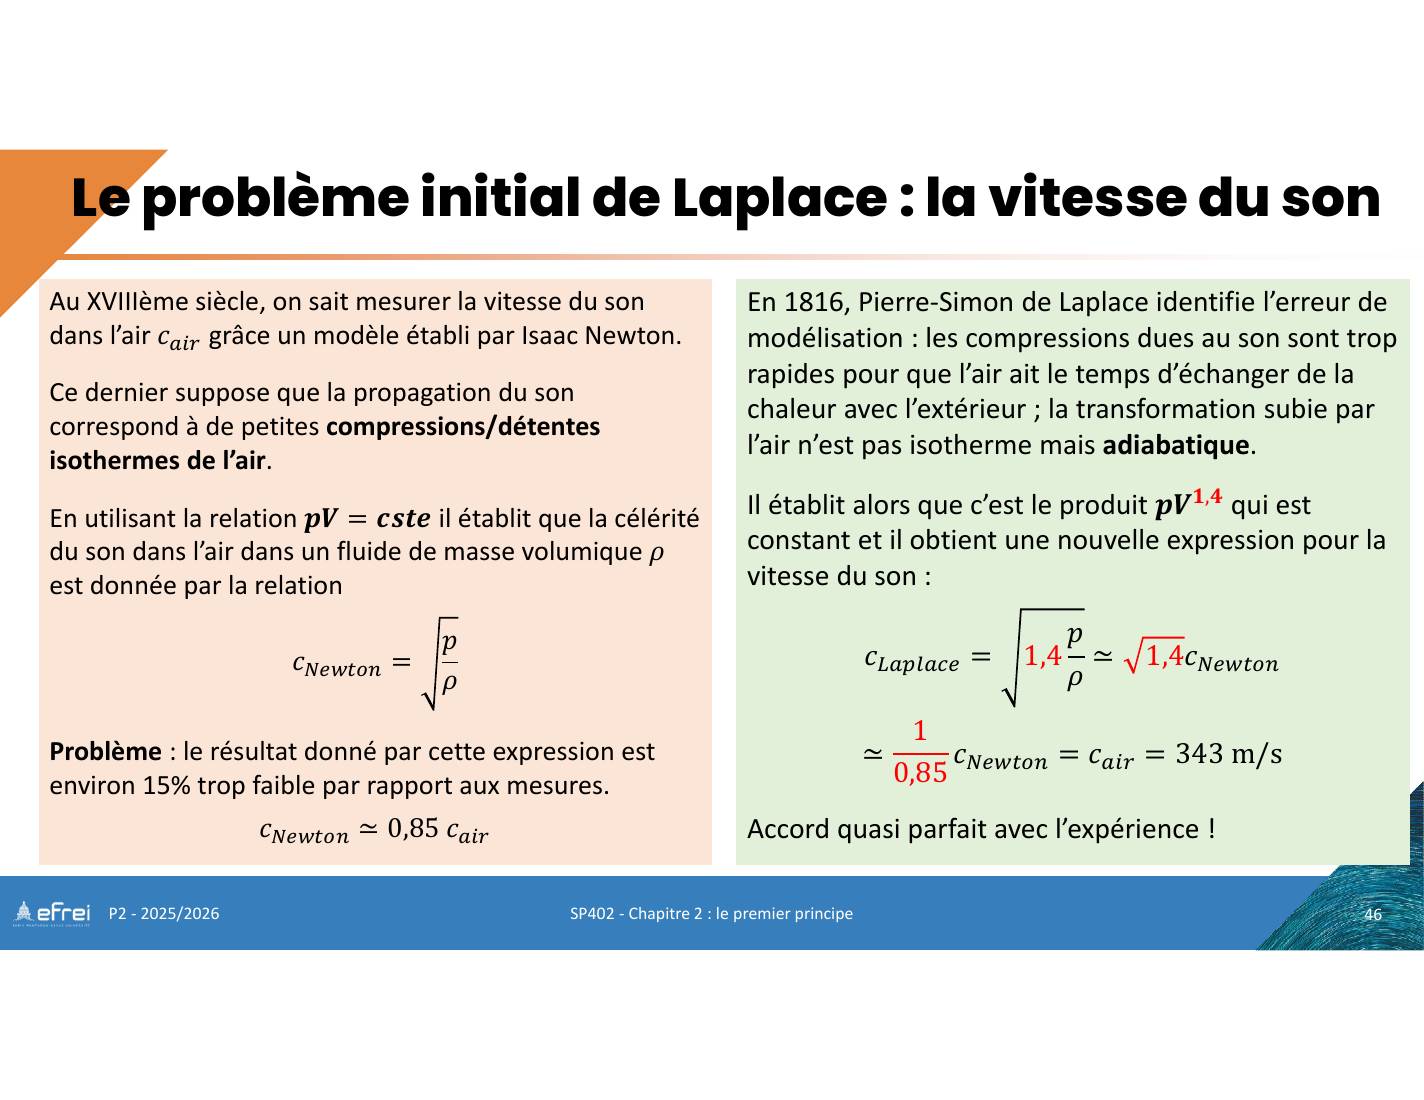 Le problème initial de Laplace : la vitesse du son
Au XVIIIème siècle, on sait mesurer la vitesse du son
dans l’air c_air grâce un modèle établi par Isaac Newton.
Ce dernier suppose que la propagation du son
correspond à de petites compressions/détentes
isothermes de l’air.
En utilisant la relation pV = cste il établit que la célérité
du son dans l’air dans un fluide de masse volumique ρ
est donnée par la relation
c_Newton = √(p/ρ)
Problème : le résultat donné par cette expression est
environ 15% trop faible par rapport aux mesures.
c_Newton ≃ 0,85 c_air
En 1816, Pierre-Simon de Laplace identifie l’erreur de
modélisation : les compressions dues au son sont trop
rapides pour que l’air ait le temps d’échanger de la
chaleur avec l’extérieur ; la transformation subie par
l’air n’est pas isotherme mais adiabatique.
Il établit alors que c’est le produit pV^1,4 qui est
constant et il obtient une nouvelle expression pour la
vitesse du son :
c_Laplace = √(1,4 p/ρ) ≃ √1,4 c_Newton
≃ 1/0,85 c_Newton = c_air = 343 m/s
Accord quasi parfait avec l’expérience !
efrei P2 - 2025/2026
SP402 - Chapitre 2 : le premier principe
46